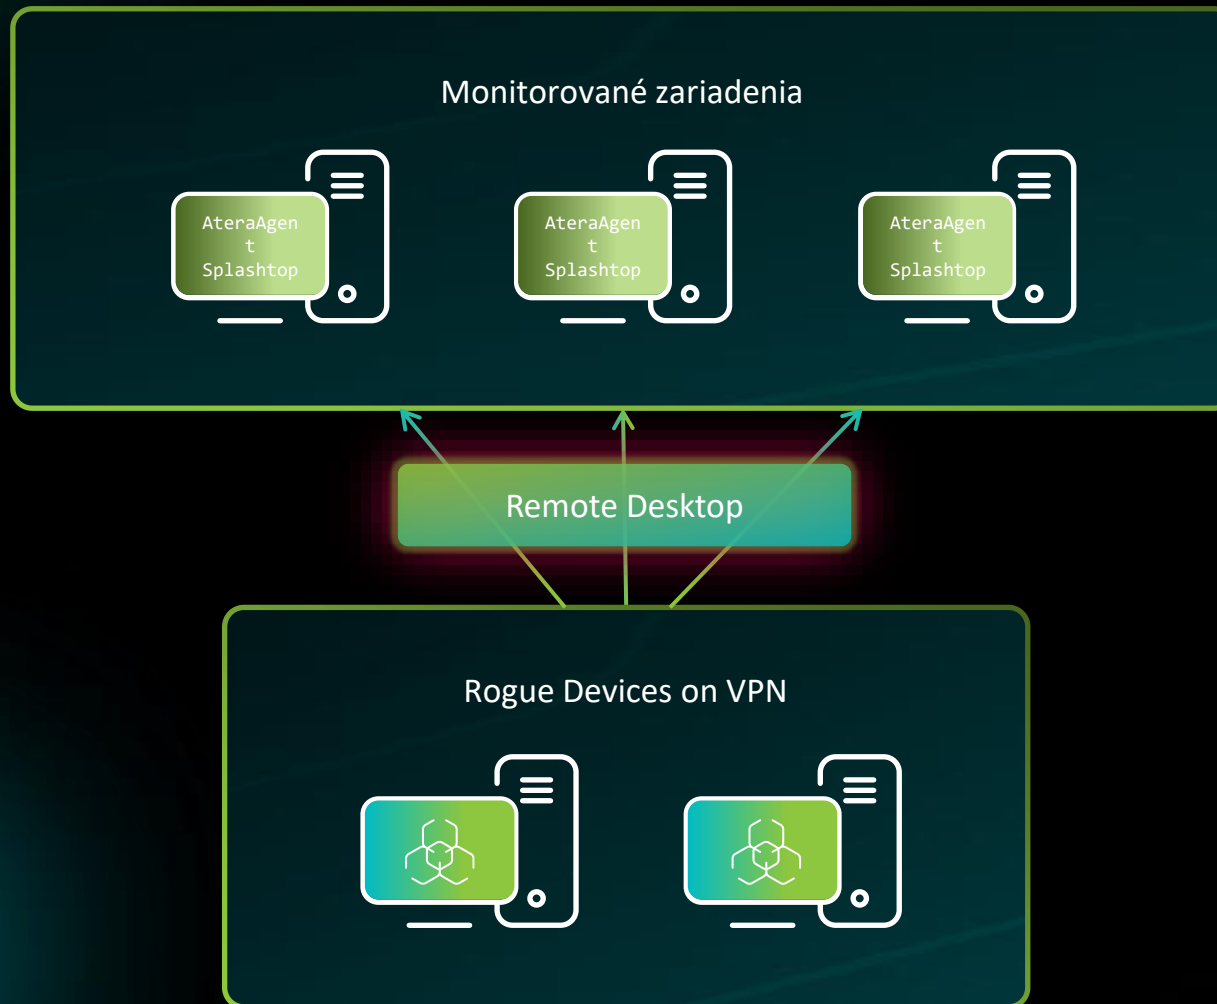 Monitorované zariadenia
AteraAgen
t
Splashtop
AteraAgen
t
Splashtop
AteraAgen
t
Splashtop
Remote Desktop
Rogue Devices on VPN